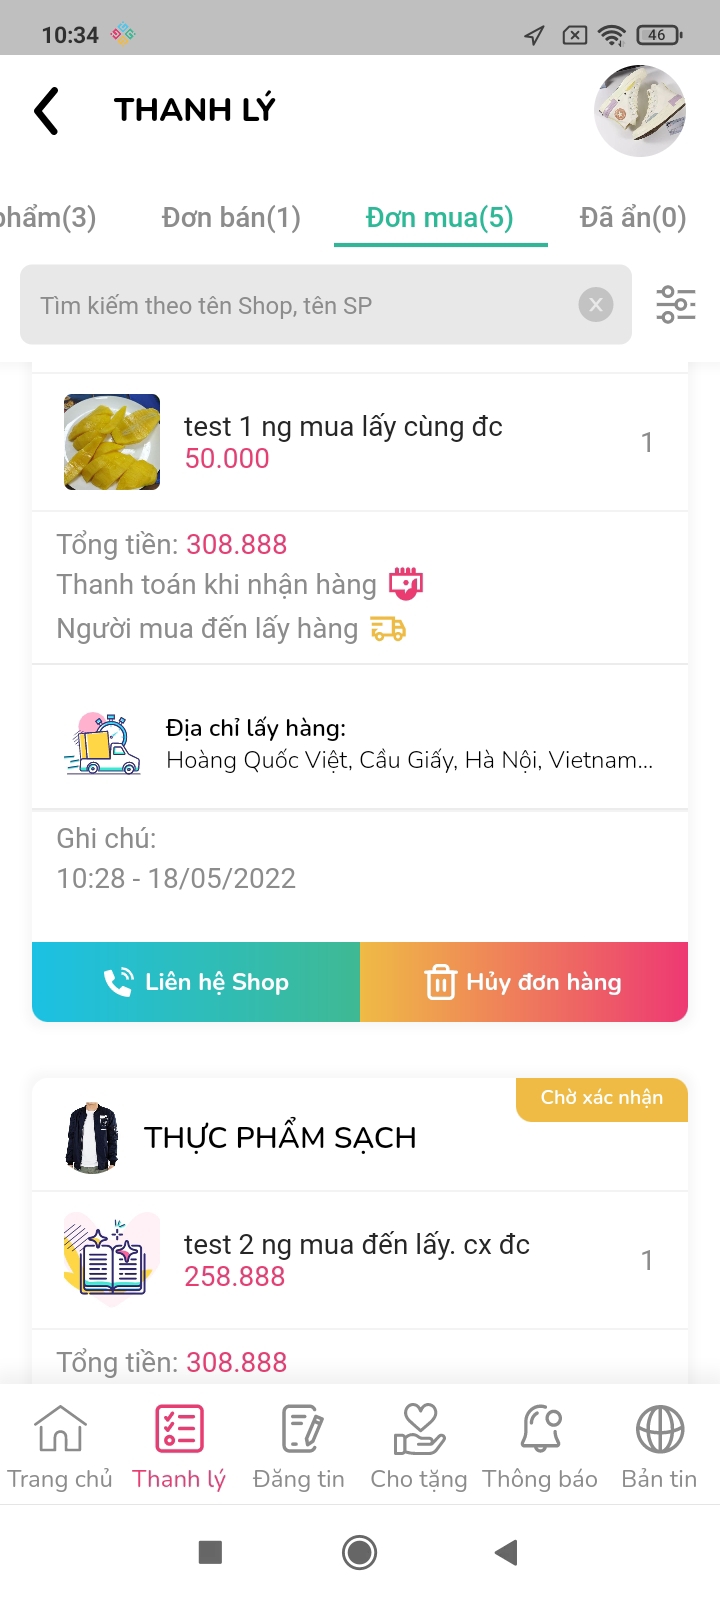 10:34
46
THANH LÝ
phẩm(3)
Đơn bán(1)
Đơn mua(5)
Đã ẩn(0)
Tìm kiếm theo tên Shop, tên SP
test 1 ng mua lấy cùng đc
50.000
1
Tổng tiền: 308.888
Thanh toán khi nhận hàng
Người mua đến lấy hàng
Địa chỉ lấy hàng:
Hoàng Quốc Việt, Cầu Giấy, Hà Nội, Vietnam...
Ghi chú:
10:28 - 18/05/2022
Liên hệ Shop
Hủy đơn hàng
Chờ xác nhận
THỰC PHẨM SẠCH
test 2 ng mua đến lấy. cx đc
258.888
1
Tổng tiền: 308.888
Trang chủ
Thanh lý
Đăng tin
Cho tặng
Thông báo
Bản tin